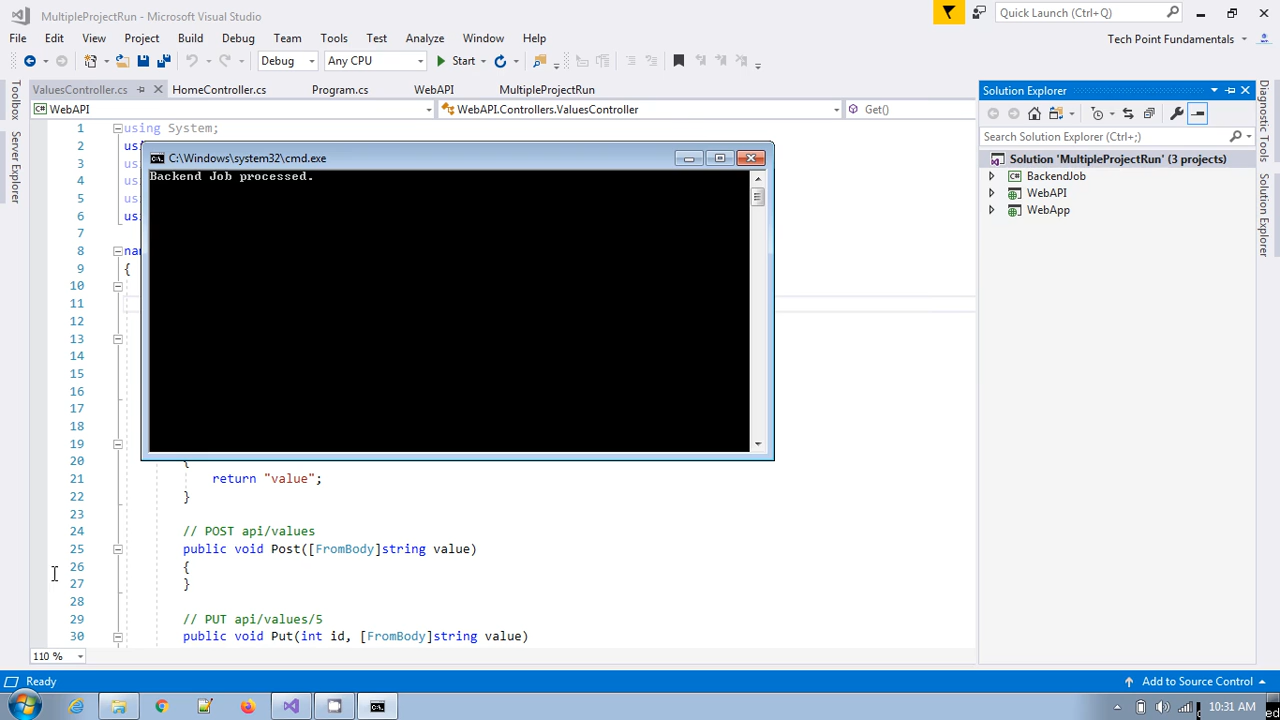 MultipleProjectRun - Microsoft Visual Studio
Quick Launch (Ctrl+Q)
File Edit View Project Build Debug Team Tools Test Analyze Window Help
Tech Point Fundamentals
Debug Any CPU Start
Toolbox
Server Explorer
ValuesController.cs HomeController.cs Program.cs WebAPI MultipleProjectRun
WebAPI WebAPI.Controllers.ValuesController Get()
1 using System;
2
3
4
5
6
7
8
9 {
10
11
12
13
14
15
16
17
18
19
20 {
21 return "value";
22 }
23
24 // POST api/values
25 public void Post([FromBody]string value)
26 {
27 }
28
29 // PUT api/values/5
30 public void Put(int id, [FromBody]string value)
C:\Windows\system32\cmd.exe
Backend Job processed.
Solution Explorer
Search Solution Explorer (Ctrl+;)
Solution 'MultipleProjectRun' (3 projects)
BackendJob
WebAPI
WebApp
Diagnostic Tools
Solution Explorer
110 %
Ready
Add to Source Control
10:31 AM